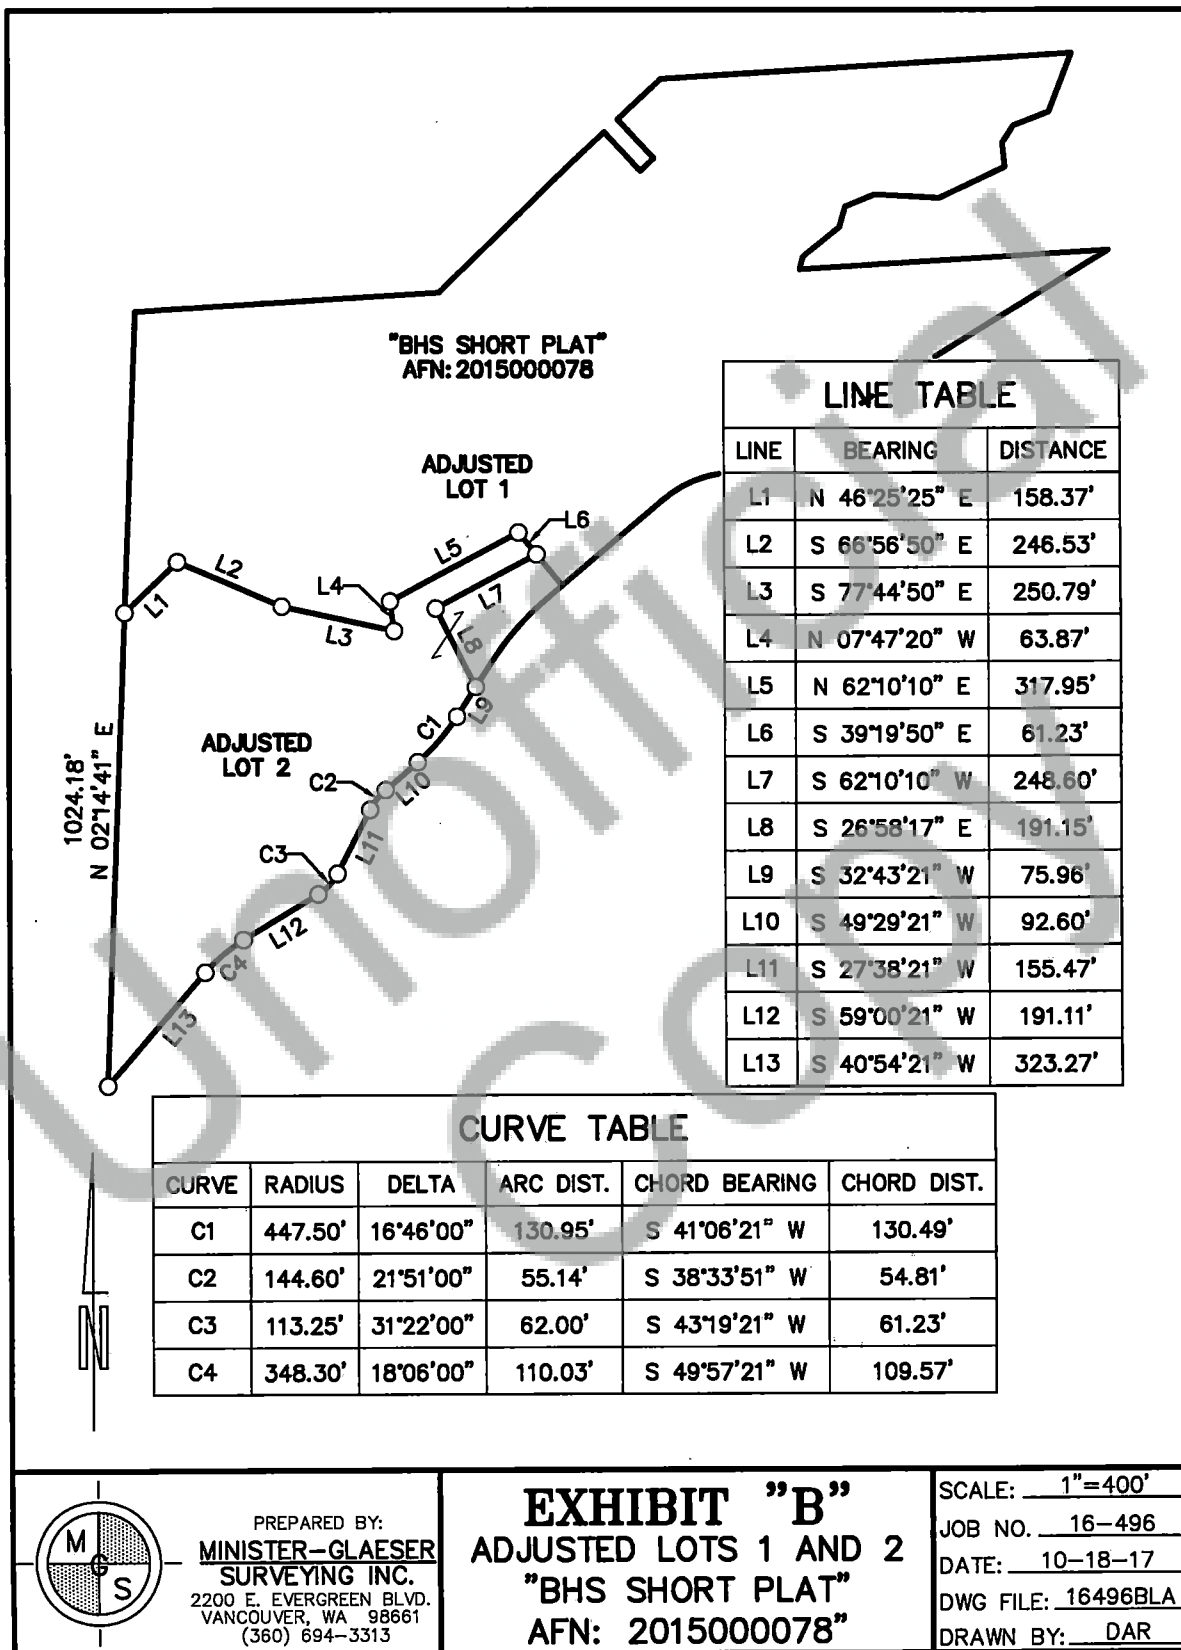 "BHS SHORT PLAT"
AFN: 2015000078
ADJUSTED
LOT 1
L6
L5
L4
L7
L2
L1
L3
L8
L9
C1
ADJUSTED
LOT 2
C2
L10
L11
C3
L12
C4
L13
1024.18'
N 02°14'41" E
LINE TABLE
LINE BEARING DISTANCE
L1 N 46°25'25" E 158.37'
L2 S 66°56'50" E 246.53'
L3 S 77°44'50" E 250.79'
L4 N 07°47'20" W 63.87'
L5 N 62°10'10" E 317.95'
L6 S 39°19'50" E 61.23'
L7 S 62°10'10" W 248.60'
L8 S 26°58'17" E 191.15'
L9 S 32°43'21" W 75.96'
L10 S 49°29'21" W 92.60'
L11 S 27°38'21" W 155.47'
L12 S 59°00'21" W 191.11'
L13 S 40°54'21" W 323.27'
CURVE TABLE
CURVE RADIUS DELTA ARC DIST. CHORD BEARING CHORD DIST.
C1 447.50' 16°46'00" 130.95' S 41°06'21" W 130.49'
C2 144.60' 21°51'00" 55.14' S 38°33'51" W 54.81'
C3 113.25' 31°22'00" 62.00' S 43°19'21" W 61.23'
C4 348.30' 18°06'00" 110.03' S 49°57'21" W 109.57'
N
Unofficial
Copy
M
G
S
PREPARED BY:
MINISTER-GLAESER
SURVEYING INC.
2200 E. EVERGREEN BLVD.
VANCOUVER, WA 98661
(360) 694-3313
EXHIBIT "B"
ADJUSTED LOTS 1 AND 2
"BHS SHORT PLAT"
AFN: 2015000078"
SCALE: 1"=400'
JOB NO. 16-496
DATE: 10-18-17
DWG FILE: 16496BLA
DRAWN BY: DAR